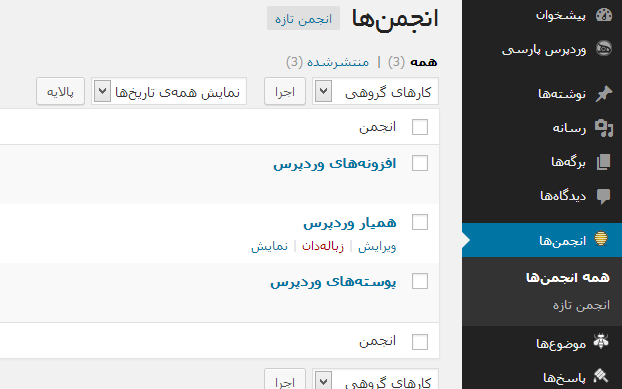 پیشخوان
وردپرس پارسی
نوشته‌ها
رسانه
برگه‌ها
دیدگاه‌ها
انجمن‌ها
همه انجمن‌ها
انجمن تازه
موضوع‌ها
پاسخ‌ها
انجمن‌ها انجمن تازه
همه (3) | منتشرشده (3)
کارهای گروهی اجرا نمایش همه‌ی تاریخ‌ها پالایه
انجمن
افزونه‌های وردپرس
همیار وردپرس
ویرایش | زباله‌دان | نمایش
پوسته‌های وردپرس
انجمن
کارهای گروهی اجرا